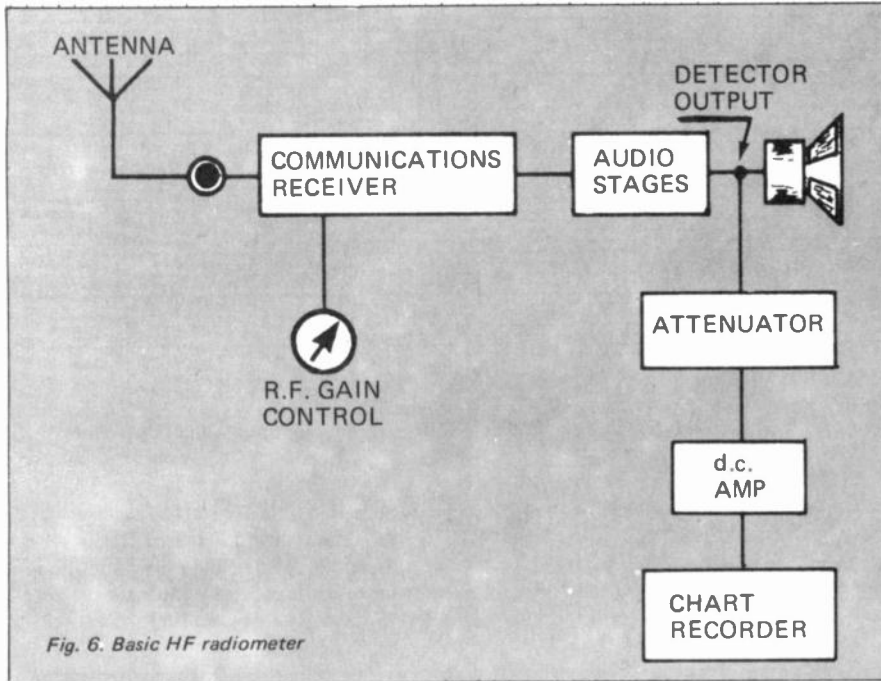 ANTENNA
DETECTOR
OUTPUT
COMMUNICATIONS
RECEIVER
AUDIO
STAGES
R.F. GAIN
CONTROL
ATTENUATOR
d.c.
AMP
CHART
RECORDER
Fig. 6. Basic HF radiometer